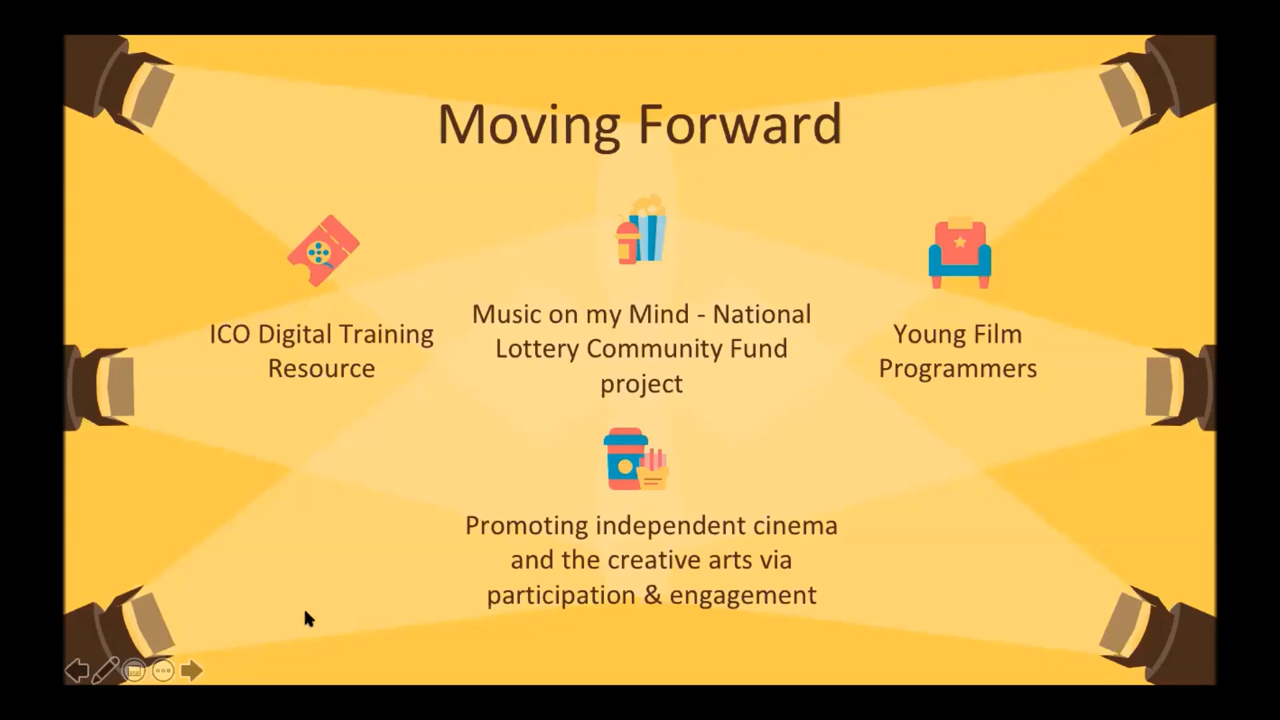 Moving Forward
ICO Digital Training
Resource
Music on my Mind - National
Lottery Community Fund
project
Young Film
Programmers
Promoting independent cinema
and the creative arts via
participation & engagement